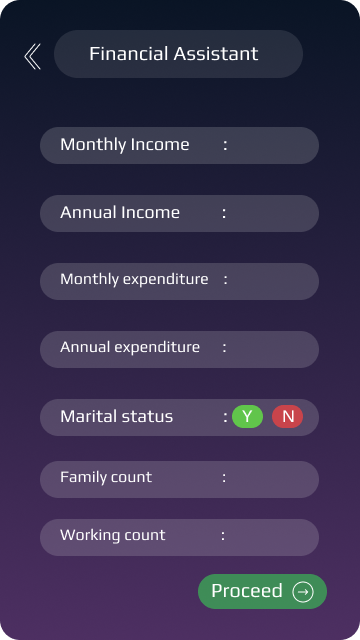 Financial Assistant
Monthly Income :
Annual Income :
Monthly expenditure :
Annual expenditure :
Marital status : Y N
Family count :
Working count :
Proceed